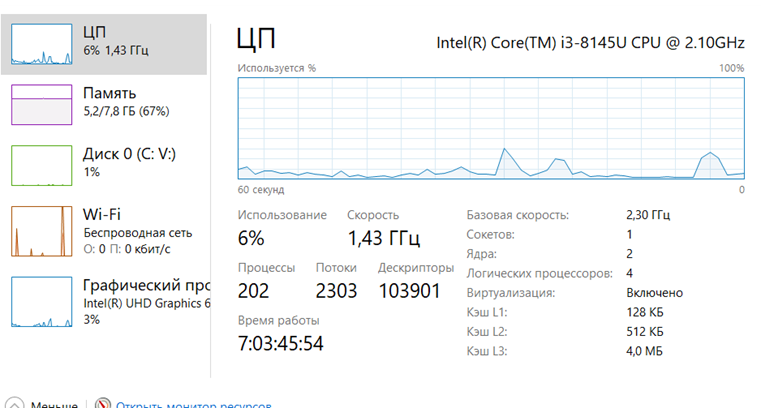 ЦП
6% 1,43 ГГц
Память
5,2/7,8 ГБ (67%)
Диск 0 (C: V:)
1%
Wi-Fi
Беспроводная сеть
О: 0 П: 0 кбит/с
Графический про
Intel(R) UHD Graphics 6
3%
ЦП
Intel(R) Core(TM) i3-8145U CPU @ 2.10GHz
Используется %
100%
60 секунд
0
Использование
Скорость
6%
1,43 ГГц
Процессы
Потоки
Дескрипторы
202
2303
103901
Время работы
7:03:45:54
Базовая скорость:
2,30 ГГц
Сокетов:
1
Ядра:
2
Логических процессоров:
4
Виртуализация:
Включено
Кэш L1:
128 КБ
Кэш L2:
512 КБ
Кэш L3:
4,0 МБ
Меньше
Открыть монитор ресурсов